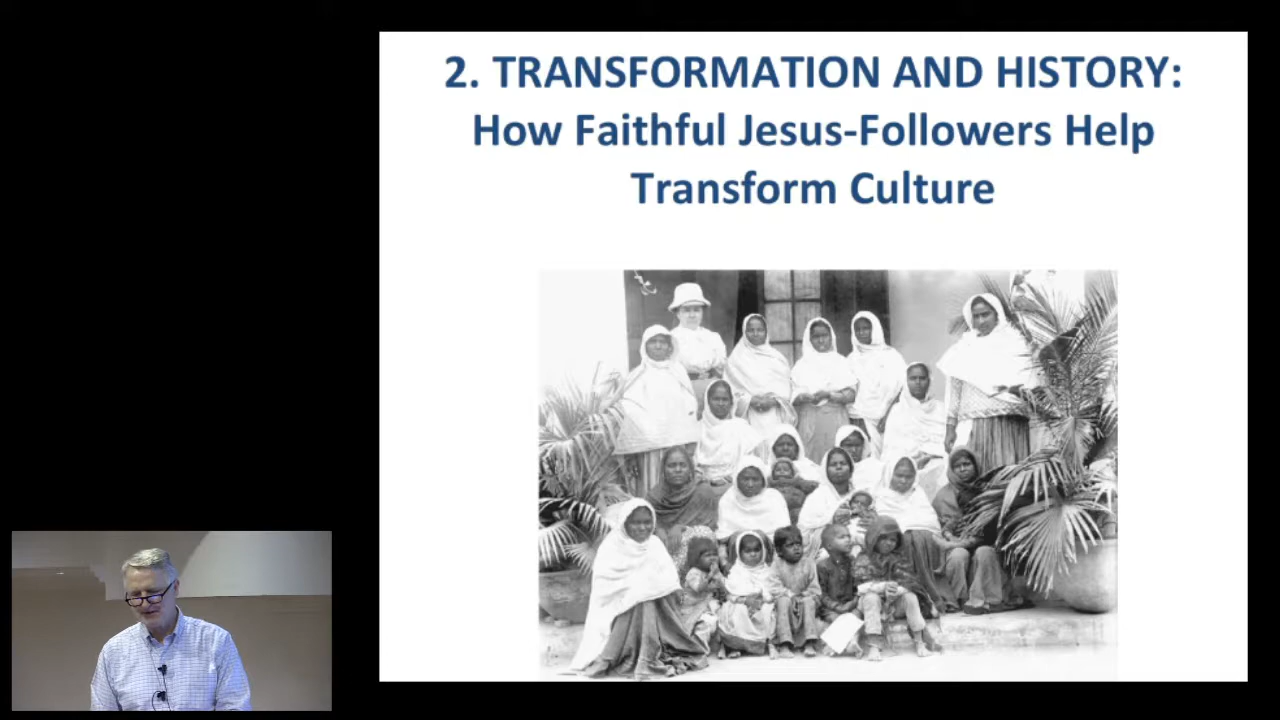 2. TRANSFORMATION AND HISTORY:
How Faithful Jesus-Followers Help
Transform Culture